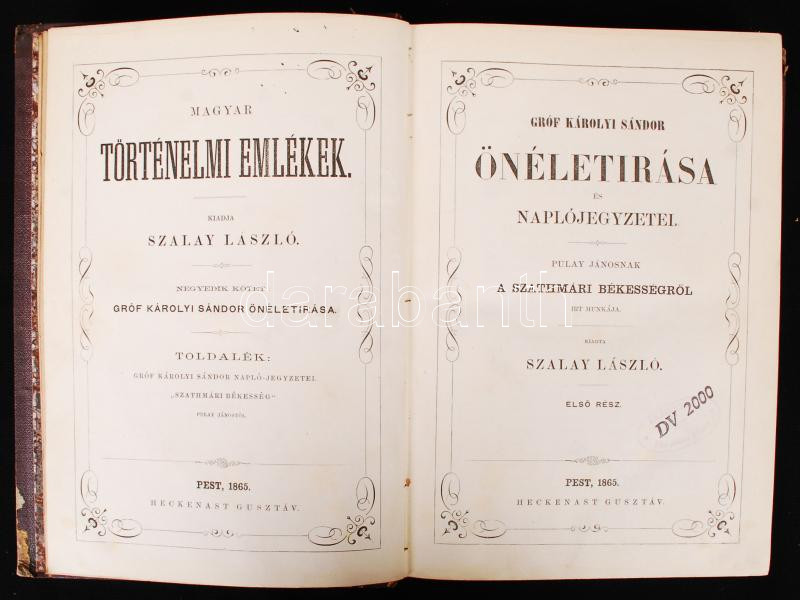 MAGYAR
TÖRTÉNELMI EMLÉKEK.
KIADJA
SZALAY LÁSZLÓ.
NEGYEDIK KÖTET
GRÓF KÁROLYI SÁNDOR ÖNÉLETIRÁSA.
TOLDALÉK:
GRÓF KÁROLYI SÁNDOR NAPLÓ-JEGYZETEI.
„SZATHMÁRI BÉKESSÉG"
PULAY JÁNOSTÓL.
PEST, 1865.
HECKENAST GUSZTÁV.
GRÓF KÁROLYI SÁNDOR
ÖNÉLETIRÁSA
ÉS
NAPLÓJEGYZETEI.
PULAY JÁNOSNAK
A SZATHMÁRI BÉKESSÉGRŐL
IRT MUNKÁJA.
KIADTA
SZALAY LÁSZLÓ.
ELSŐ RÉSZ.
DV 2000
PEST, 1865.
HECKENAST GUSZTÁV.
darabanth